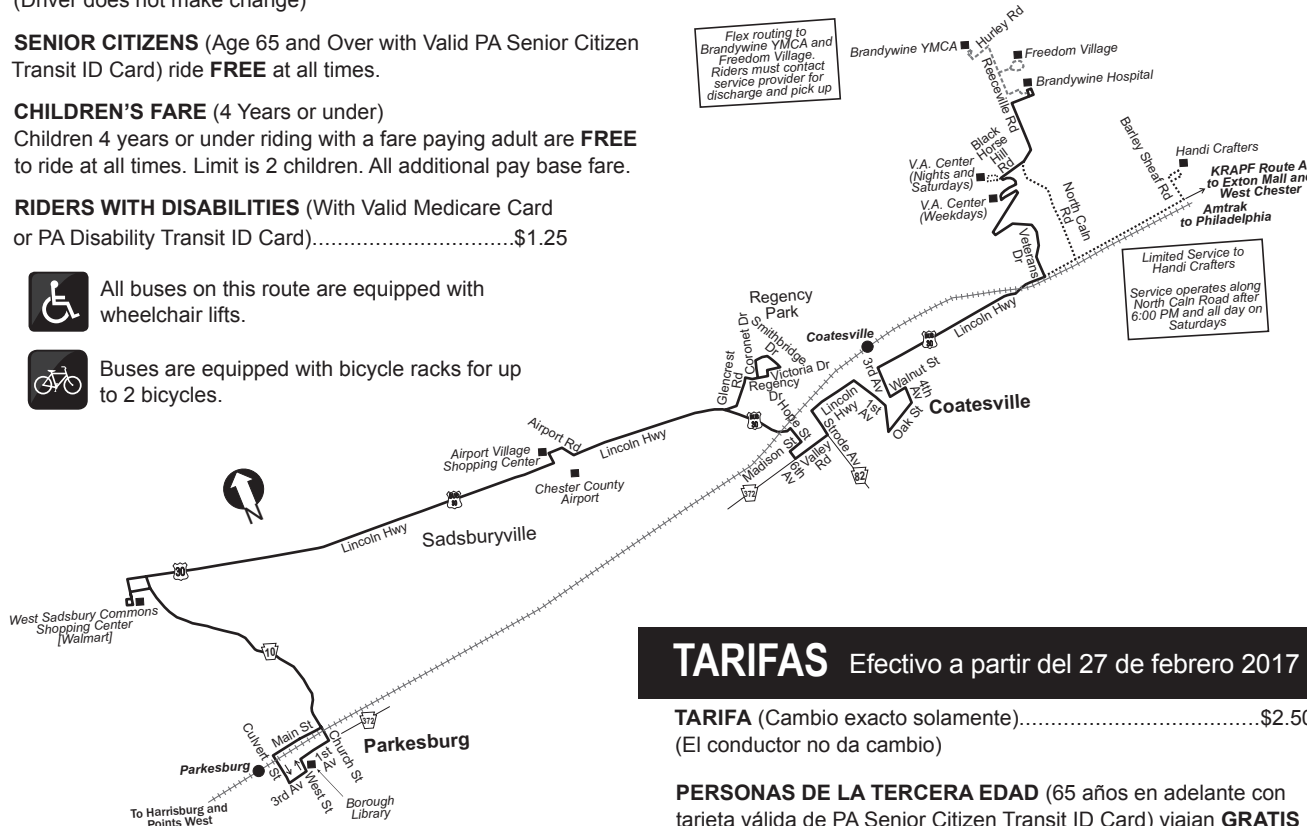 (Driver does not make change)
SENIOR CITIZENS (Age 65 and Over with Valid PA Senior Citizen
Transit ID Card) ride FREE at all times.
CHILDREN’S FARE (4 Years or under)
Children 4 years or under riding with a fare paying adult are FREE
to ride at all times. Limit is 2 children. All additional pay base fare.
RIDERS WITH DISABILITIES (With Valid Medicare Card
or PA Disability Transit ID Card)................................$1.25
All buses on this route are equipped with
wheelchair lifts.
Buses are equipped with bicycle racks for up
to 2 bicycles.
Flex routing to
Brandywine YMCA and
Freedom Village.
Riders must contact
service provider for
discharge and pick up
Brandywine YMCA
Hurley Rd
Freedom Village
Reeceville Rd
Brandywine Hospital
Black
Horse
Hill
Rd
V.A. Center
(Nights and
Saturdays)
V.A. Center
(Weekdays)
North Caln
Rd
Veterans
Dr
Barley Sheaf Rd
Handi Crafters
KRAPF Route A
to Exton Mall and
West Chester
Amtrak
to Philadelphia
Limited Service to
Handi Crafters
Service operates along
North Caln Road after
6:00 PM and all day on
Saturdays
Regency
Park
Coronet Dr
Smithbridge
Dr
Glencrest
Rd
Victoria Dr
Regency
Dr
Coatesville
3rd Av
Lincoln Hwy
Walnut St
4th
Av
Oak St
Coatesville
Lincoln
Hwy
1st
Av
Strode Av
Hope
St
Madison St
6th
Av
Valley
Rd
30
30
82
372
Airport Rd
Airport Village
Shopping Center
Lincoln Hwy
Chester County
Airport
30
Lincoln Hwy
Sadsburyville
30
West Sadsbury Commons
Shopping Center
[Walmart]
10
372
Main St
Culvert
St
Church St
1st
Av
Parkesburg
Parkesburg
3rd Av
West St
Borough
Library
To Harrisburg and
Points West
TARIFAS Efectivo a partir del 27 de febrero 2017
TARIFA (Cambio exacto solamente)......................................$2.50
(El conductor no da cambio)
PERSONAS DE LA TERCERA EDAD (65 años en adelante con
tarjeta válida de PA Senior Citizen Transit ID Card) viajan GRATIS